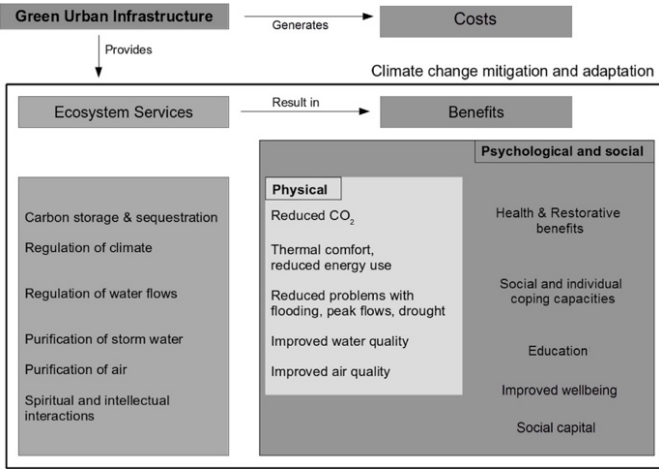 Green Urban Infrastructure
Generates
Costs
Provides
Climate change mitigation and adaptation
Ecosystem Services
Result in
Benefits
Psychological and social
Physical
Carbon storage & sequestration
Regulation of climate
Regulation of water flows
Purification of storm water
Purification of air
Spiritual and intellectual
interactions
Reduced CO₂
Thermal comfort,
reduced energy use
Reduced problems with
flooding, peak flows, drought
Improved water quality
Improved air quality
Health & Restorative
benefits
Social and individual
coping capacities
Education
Improved wellbeing
Social capital